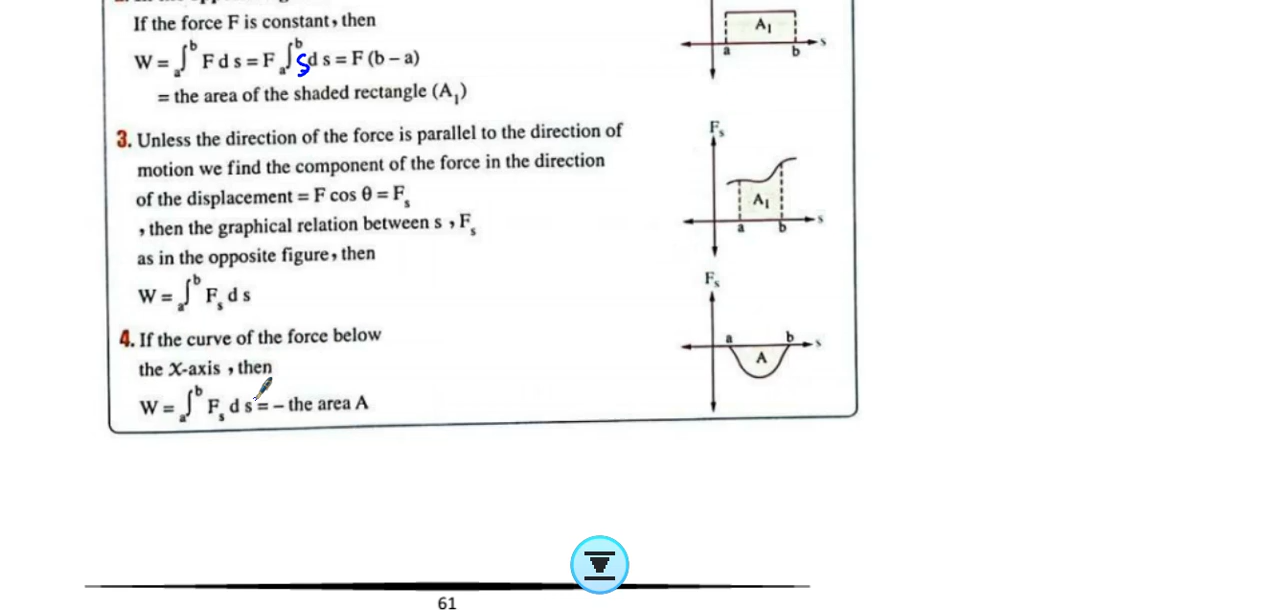 If the force F is constant, then
W = ∫ₐᵇ F d s = F ∫ₐᵇ S d s = F (b – a)
= the area of the shaded rectangle (A₁)
3. Unless the direction of the force is parallel to the direction of
motion we find the component of the force in the direction
of the displacement = F cos θ = Fₛ
, then the graphical relation between s , Fₛ
as in the opposite figure, then
W = ∫ₐᵇ Fₛ d s
4. If the curve of the force below
the X-axis , then
W = ∫ₐᵇ Fₛ d s = – the area A
A₁
a
b
s
Fₛ
A₁
a
b
s
Fₛ
a
b
s
A
61